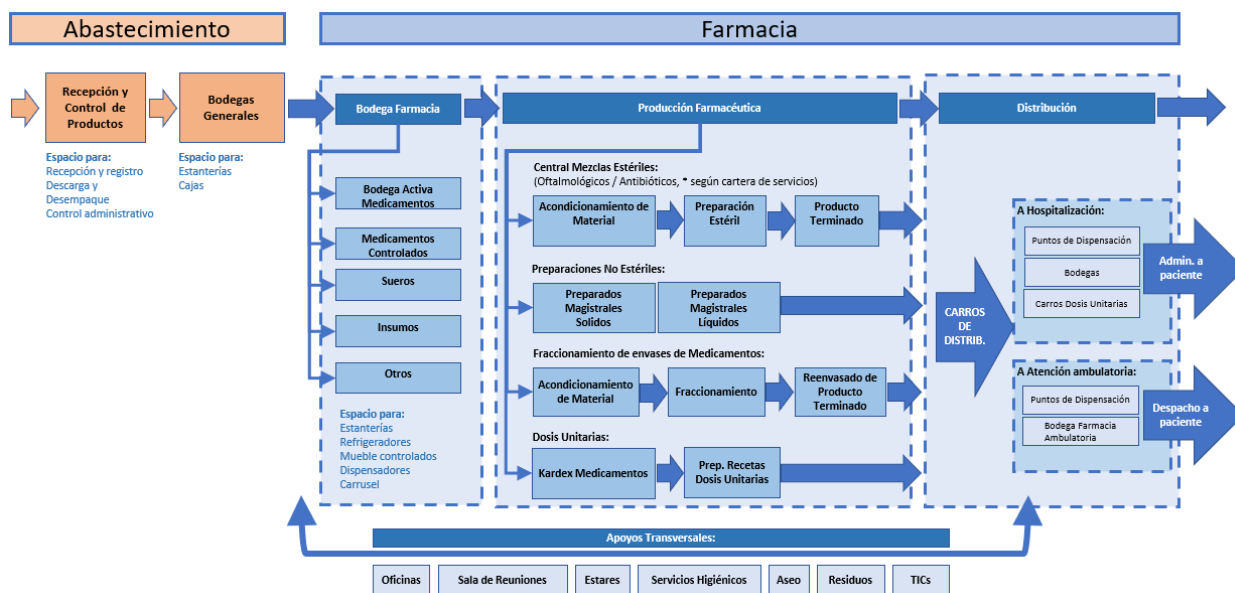 Abastecimiento
Farmacia
Recepción y
Control de
Productos
Bodegas
Generales
Bodega Farmacia
Producción Farmacéutica
Distribución
Espacio para:
Recepción y registro
Descarga y
Desempaque
Control administrativo
Espacio para:
Estanterías
Cajas
Bodega Activa
Medicamentos
Medicamentos
Controlados
Sueros
Insumos
Otros
Espacio para:
Estanterías
Refrigeradores
Mueble controlados
Dispensadores
Carrusel
Central Mezclas Estériles:
(Oftalmológicos / Antibióticos, * según cartera de servicios)
Acondicionamiento de
Material
Preparación
Estéril
Producto
Terminado
Preparaciones No Estériles:
Preparados
Magistrales
Solidos
Preparados
Magistrales
Líquidos
Fraccionamiento de envases de Medicamentos:
Acondicionamiento
de Material
Fraccionamiento
Reenvasado de
Producto
Terminado
Dosis Unitarias:
Kardex Medicamentos
Prep. Recetas
Dosis Unitarias
CARROS
DE
DISTRIB.
A Hospitalización:
Puntos de Dispensación
Bodegas
Carros Dosis Unitarias
Admin. a
paciente
A Atención ambulatoria:
Puntos de Dispensación
Bodega Farmacia
Ambulatoria
Despacho a
paciente
Apoyos Transversales:
Oficinas
Sala de Reuniones
Estares
Servicios Higiénicos
Aseo
Residuos
TICs